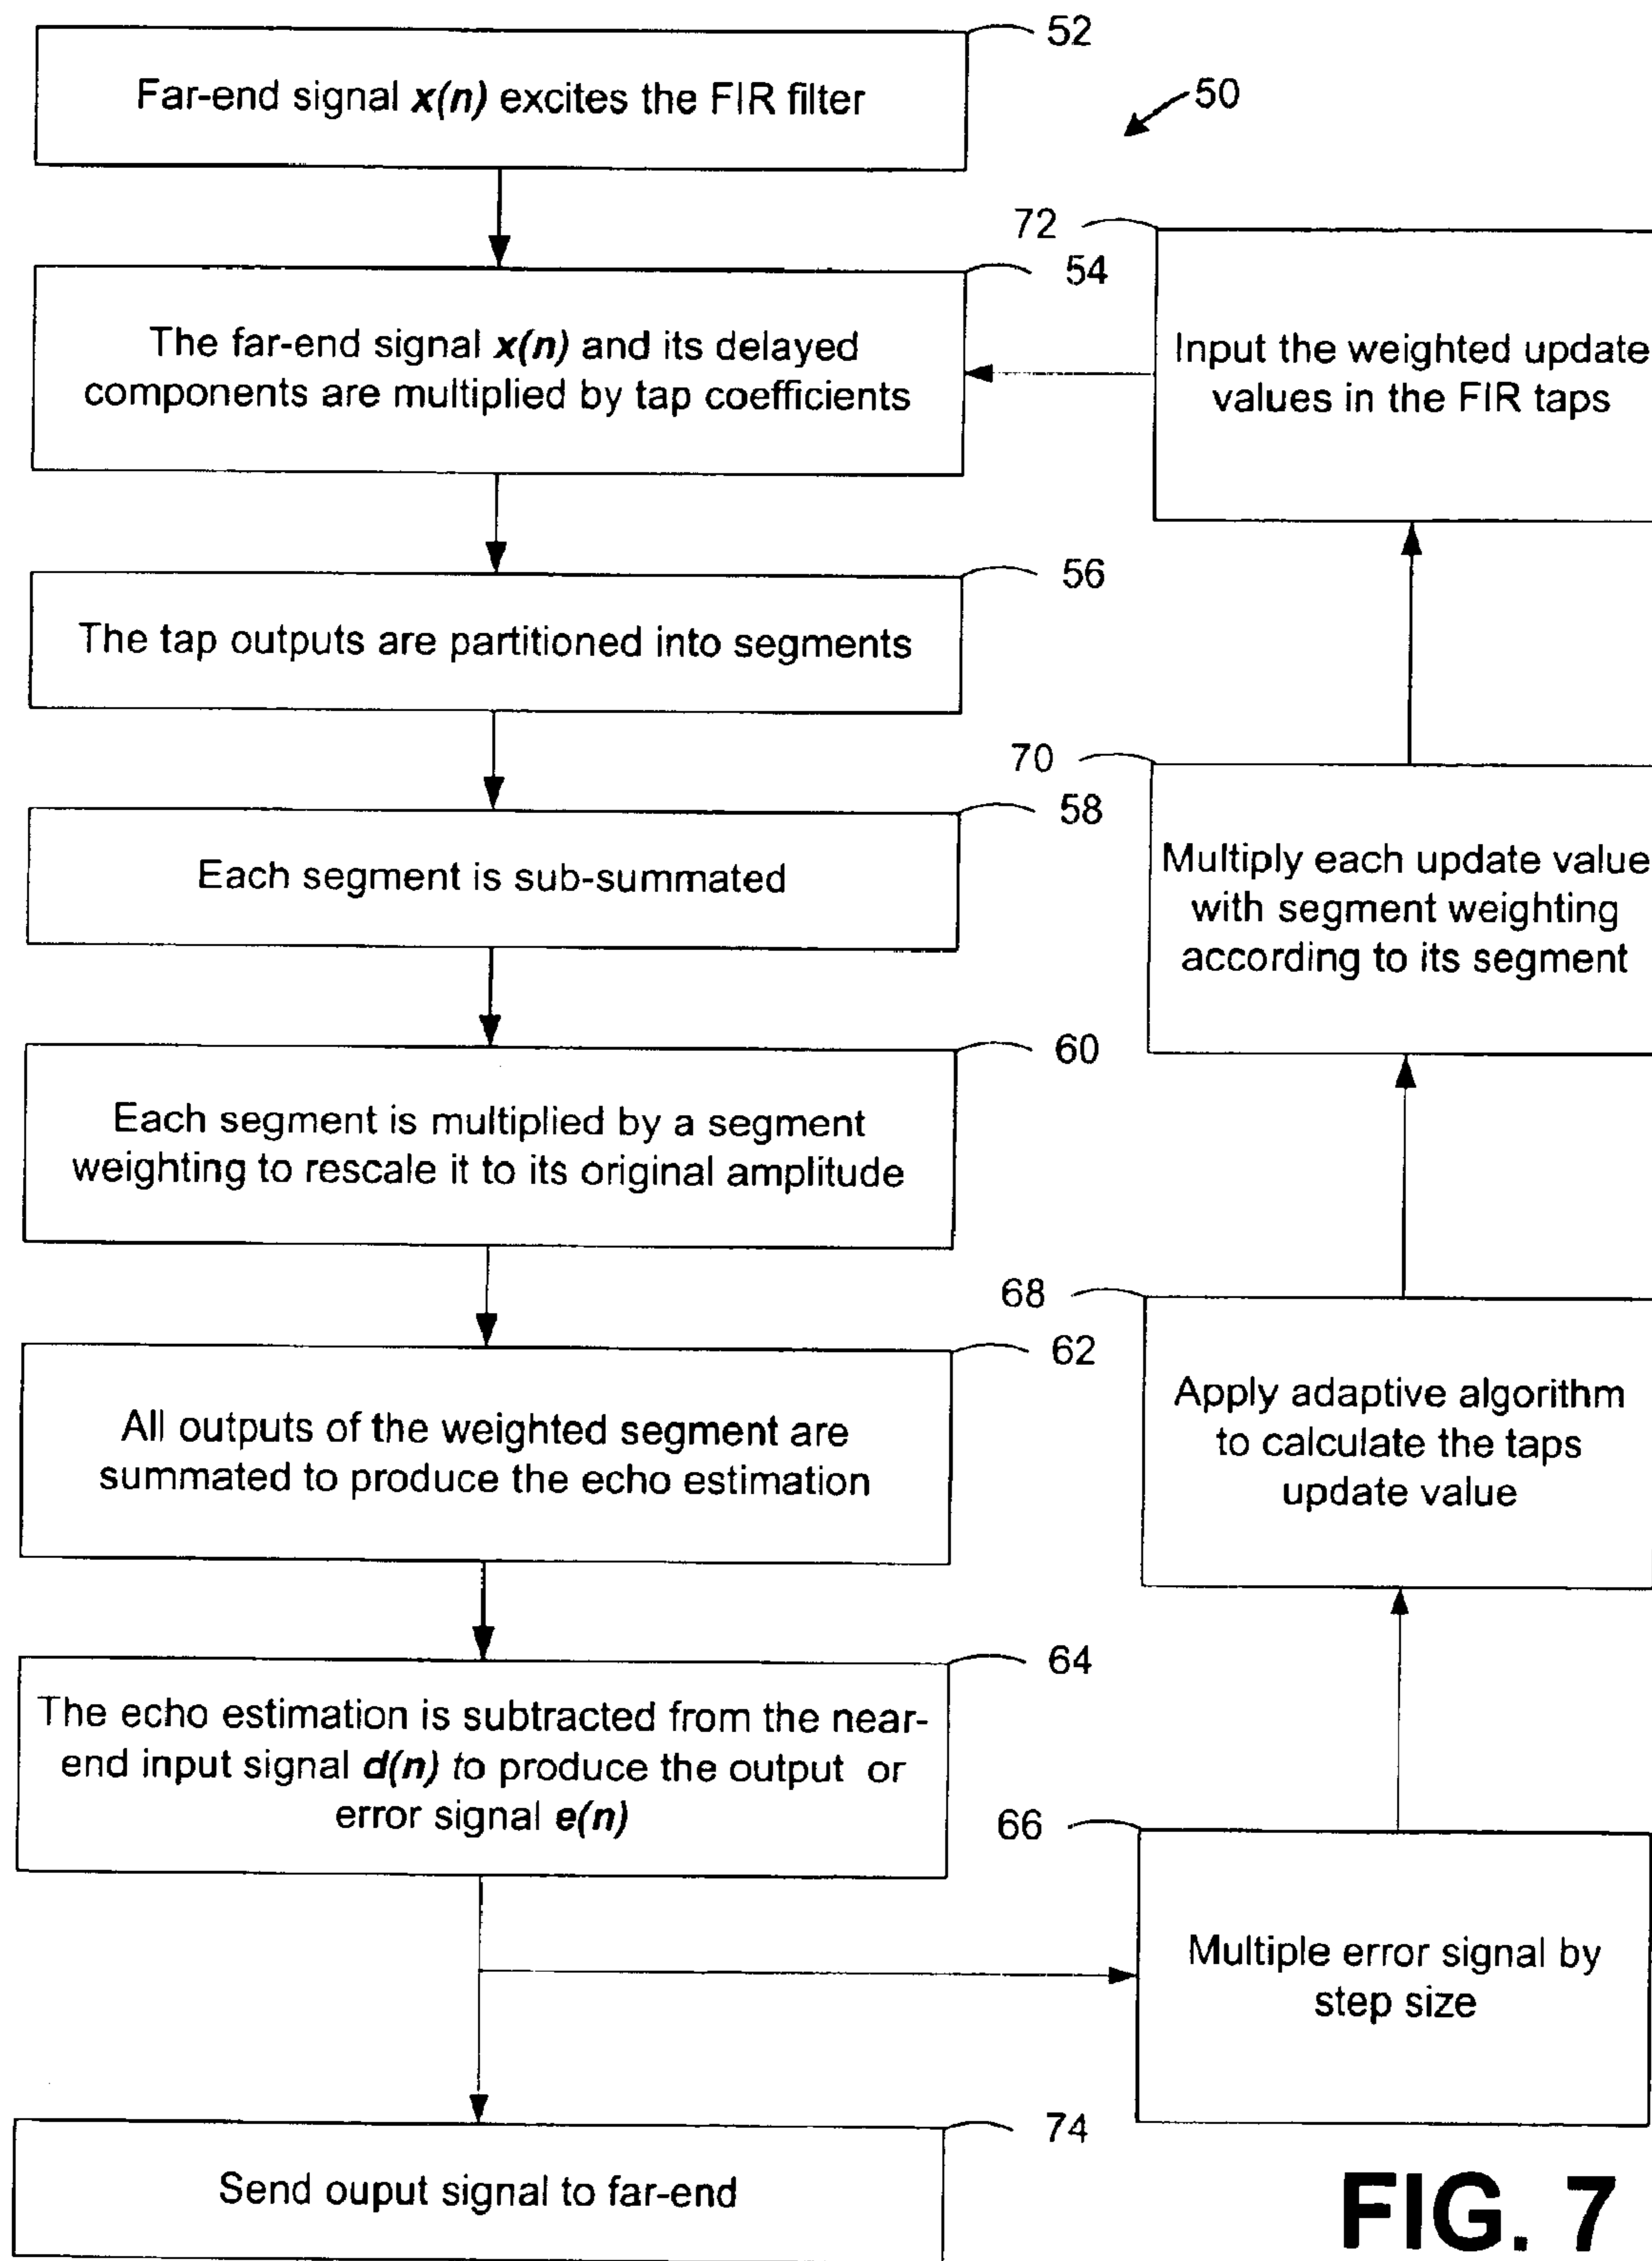 52
Far-end signal x(n) excites the FIR filter
50
72
54
The far-end signal x(n) and its delayed
components are multiplied by tap coefficients
Input the weighted update
values in the FIR taps
56
The tap outputs are partitioned into segments
70
58
Each segment is sub-summated
Multiply each update value
with segment weighting
according to its segment
60
Each segment is multiplied by a segment
weighting to rescale it to its original amplitude
68
62
All outputs of the weighted segment are
summated to produce the echo estimation
Apply adaptive algorithm
to calculate the taps
update value
64
The echo estimation is subtracted from the near-
end input signal d(n) to produce the output or
error signal e(n)
66
Multiple error signal by
step size
74
Send ouput signal to far-end
FIG. 7